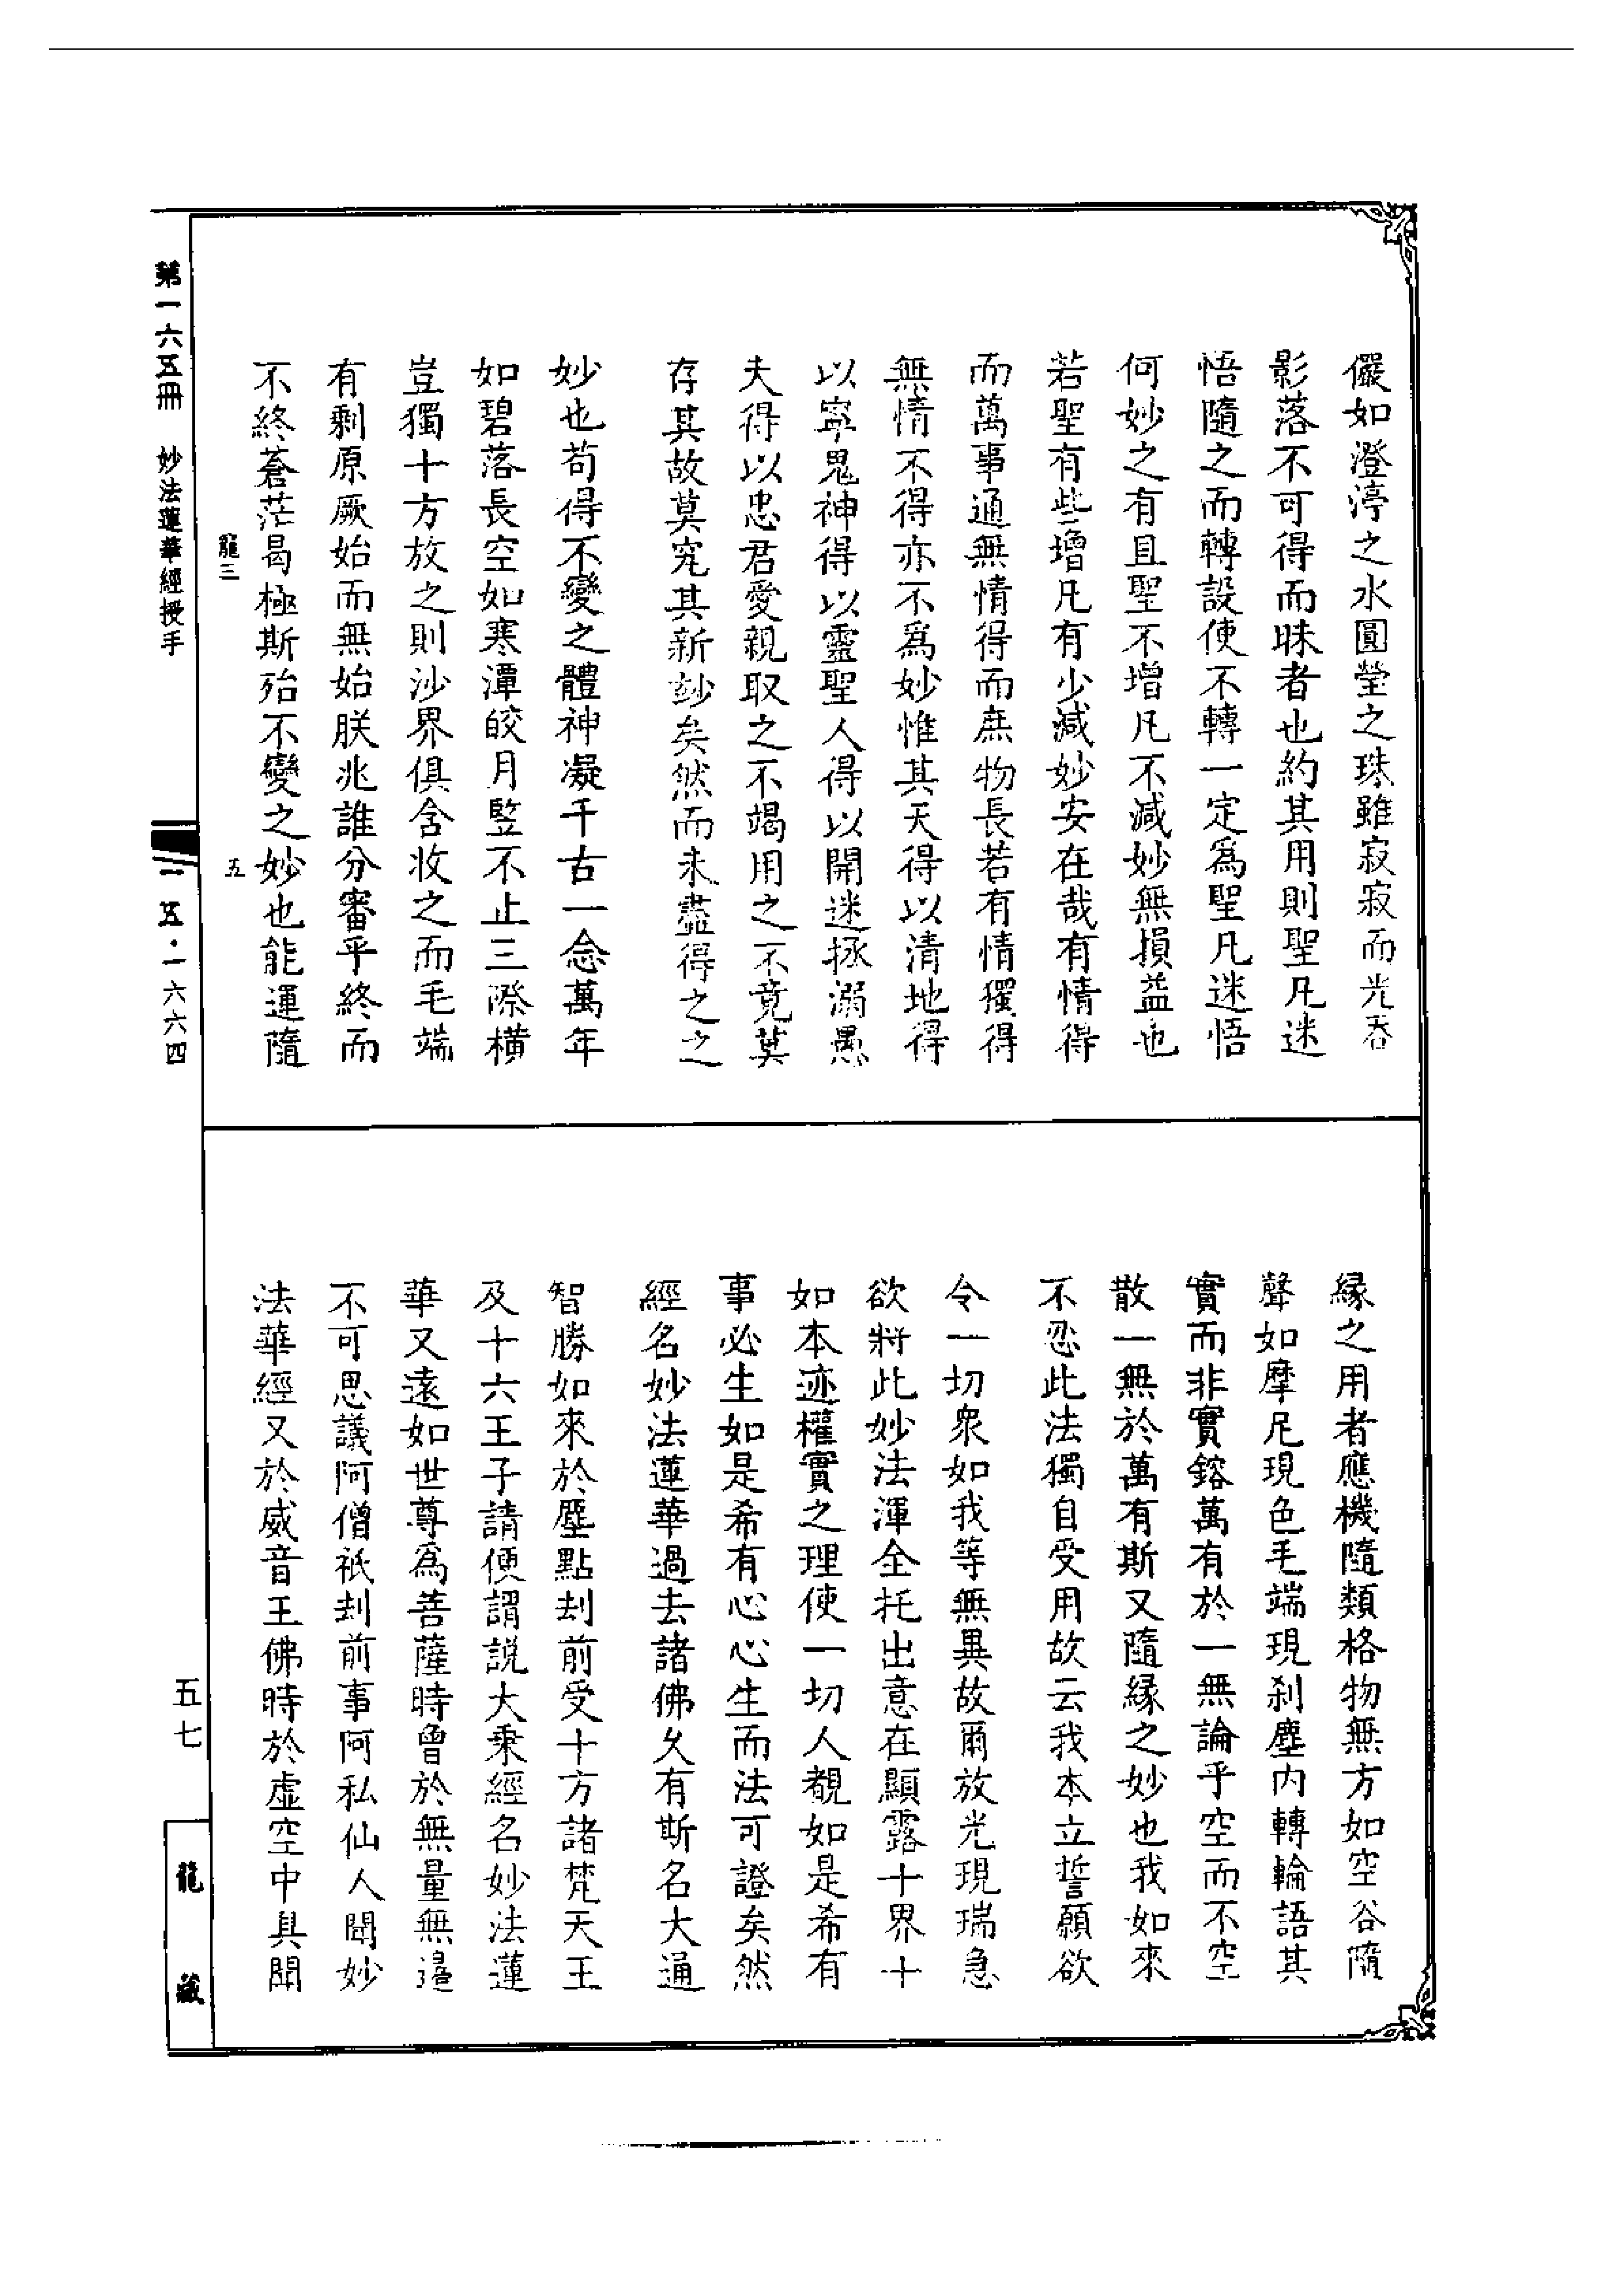 儼如澄渟之水圓瑩之珠雖寂寂而光吞
影落不可得而昧者也約其用則聖凡迷
悟隨之而轉設使不轉一定為聖凡迷悟
何妙之有且聖不增凡不減妙無損益也
若聖有些增凡有少減妙安在哉有情得
而萬事通無情得而庶物長若有情獨得
無情不得亦不為妙惟其天得以清地得
以寧鬼神得以靈聖人得以開迷拯溺愚
夫得以忠君愛親取之不竭用之不竟莫
存其故莫究其新玅矣然而未盡得之之
妙也苟得不變之體神凝千古一念萬年
如碧落長空如寒潭皎月竪不止三際橫
豈獨十方放之則沙界俱含收之而毛端
有剩原厥始而無始朕兆誰分審乎終而
不終蒼茫曷極斯殆不變之妙也能運隨
緣之用者應機隨類格物無方如空谷隨
聲如摩尼現色毛端現刹塵內轉輪語其
實而非實鎔萬有於一無論乎空而不空
散一無於萬有斯又隨緣之妙也我如來
不忍此法獨自受用故云我本立誓願欲
令一切眾如我等無異故爾放光現瑞急
欲將此妙法渾全托出意在顯露十界十
如本迹權實之理使一切人覩如是希有
事必生如是希有心心生而法可證矣然
經名妙法蓮華過去諸佛久有斯名大通
智勝如來於塵點刦前受十方諸梵天王
及十六王子請便謂說大乘經名妙法蓮
華又遠如世尊為菩薩時曾於無量無邊
不可思議阿僧祇刦前事阿私仙人聞妙
法華經又於威音王佛時於虛空中具聞
第一六五冊 妙法蓮華經授手
龍三
五
一五·一六六四
五七
龍藏